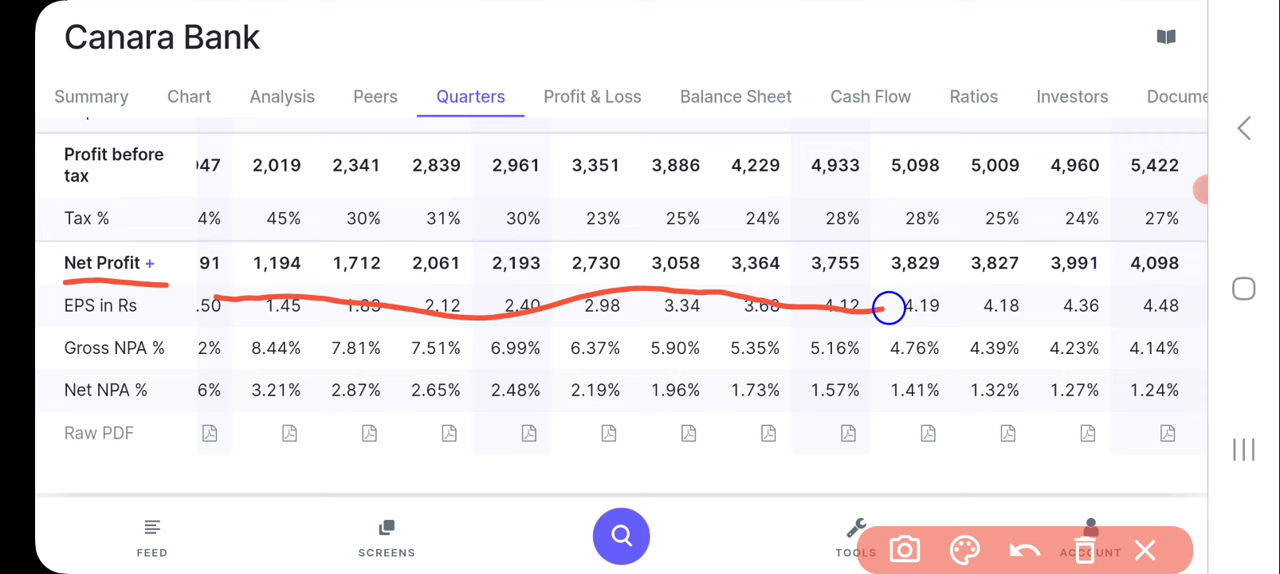 Canara Bank
Summary Chart Analysis Peers Quarters Profit & Loss Balance Sheet Cash Flow Ratios Investors Docume
Profit before tax 47 2,019 2,341 2,839 2,961 3,351 3,886 4,229 4,933 5,098 5,009 4,960 5,422
Tax % 4% 45% 30% 31% 30% 23% 25% 24% 28% 28% 25% 24% 27%
Net Profit + 91 1,194 1,712 2,061 2,193 2,730 3,058 3,364 3,755 3,829 3,827 3,991 4,098
EPS in Rs .50 1.45 1.89 2.12 2.40 2.98 3.34 3.68 4.12 4.19 4.18 4.36 4.48
Gross NPA % 2% 8.44% 7.81% 7.51% 6.99% 6.37% 5.90% 5.35% 5.16% 4.76% 4.39% 4.23% 4.14%
Net NPA % 6% 3.21% 2.87% 2.65% 2.48% 2.19% 1.96% 1.73% 1.57% 1.41% 1.32% 1.27% 1.24%
Raw PDF
FEED SCREENS TOOLS ACCOUNT